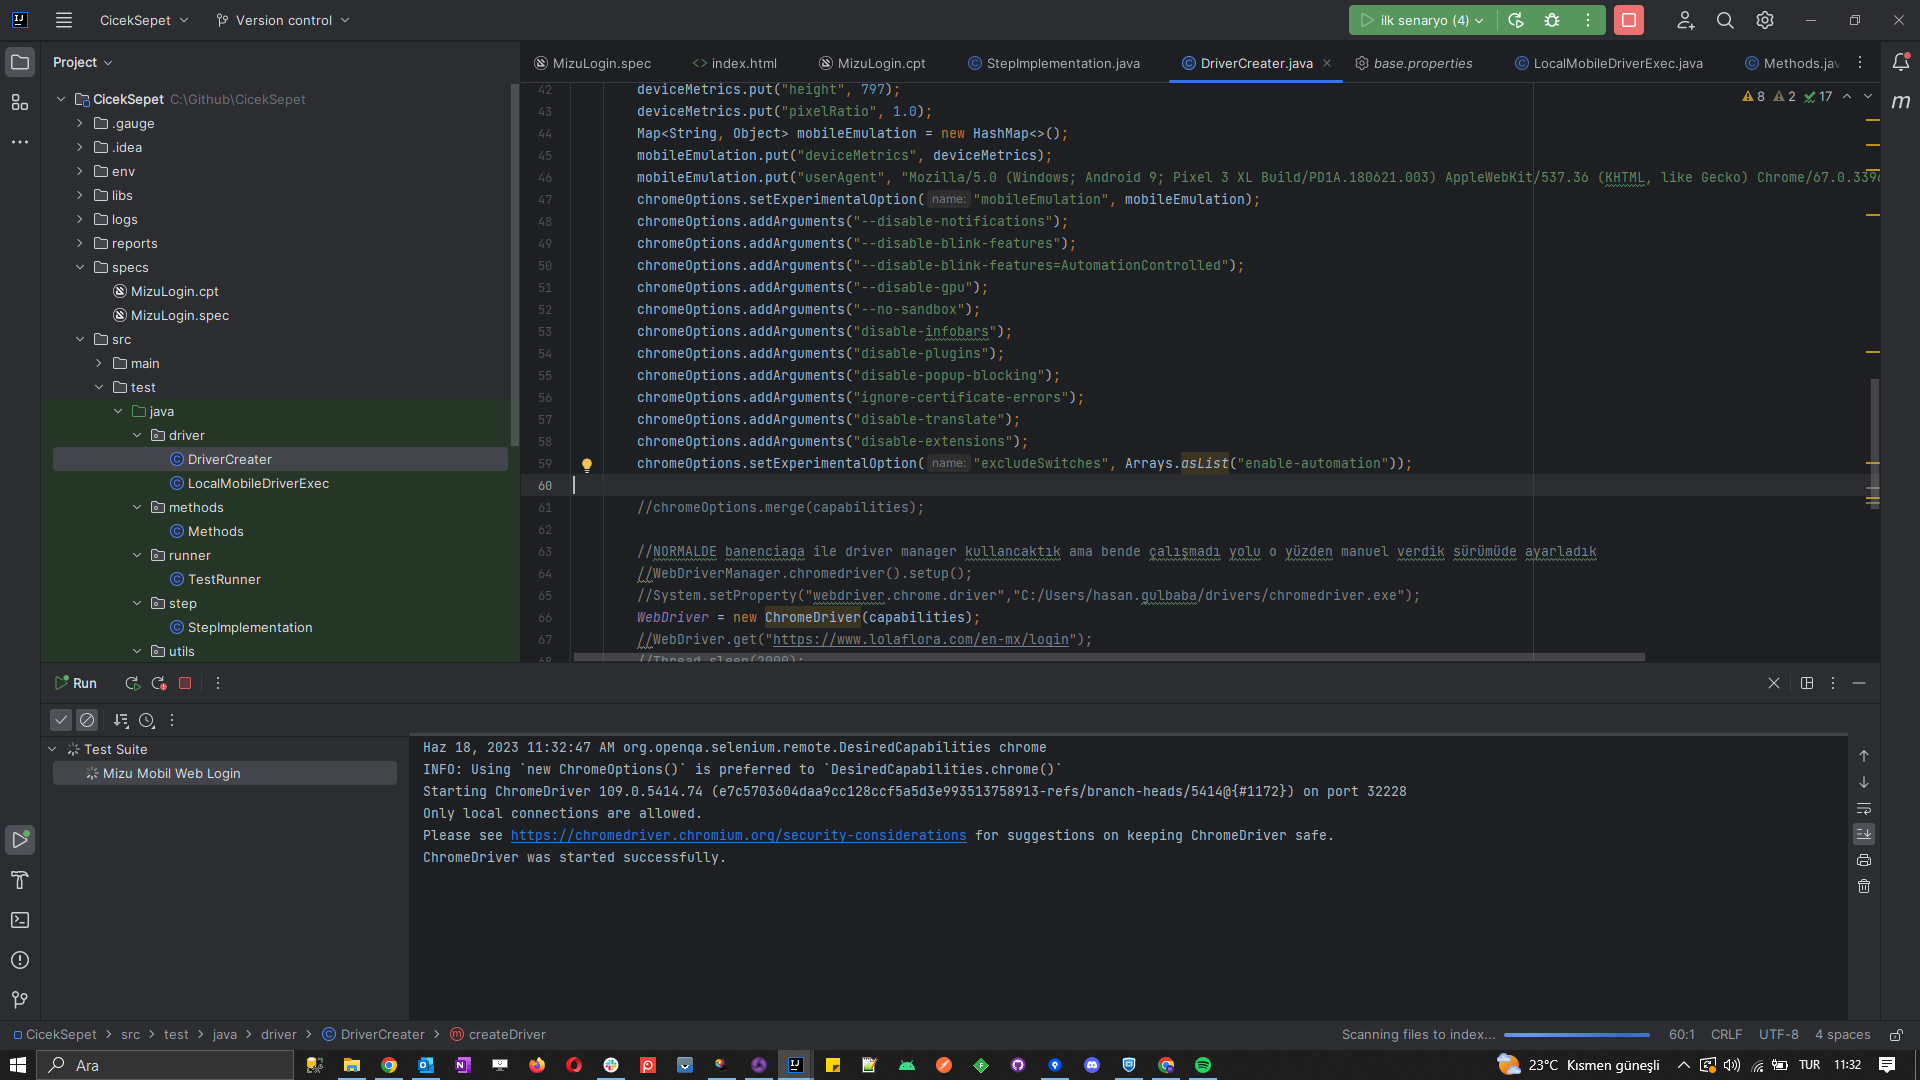 CicekSepet
Version control
ilk senaryo (4)
Project
MizuLogin.spec
<> index.html
MizuLogin.cpt
StepImplementation.java
DriverCreater.java
base.properties
LocalMobileDriverExec.java
Methods.jav
CicekSepet C:\Github\CicekSepet
.gauge
.idea
env
libs
logs
reports
specs
MizuLogin.cpt
MizuLogin.spec
src
main
test
java
driver
DriverCreater
LocalMobileDriverExec
methods
Methods
runner
TestRunner
step
StepImplementation
utils
8 2 17
42 deviceMetrics.put("height", 797);
43 deviceMetrics.put("pixelRatio", 1.0);
44 Map<String, Object> mobileEmulation = new HashMap<>();
45 mobileEmulation.put("deviceMetrics", deviceMetrics);
46 mobileEmulation.put("userAgent", "Mozilla/5.0 (Windows; Android 9; Pixel 3 XL Build/PD1A.180621.003) AppleWebKit/537.36 (KHTML, like Gecko) Chrome/67.0.3396
47 chromeOptions.setExperimentalOption( name: "mobileEmulation", mobileEmulation);
48 chromeOptions.addArguments("--disable-notifications");
49 chromeOptions.addArguments("--disable-blink-features");
50 chromeOptions.addArguments("--disable-blink-features=AutomationControlled");
51 chromeOptions.addArguments("--disable-gpu");
52 chromeOptions.addArguments("--no-sandbox");
53 chromeOptions.addArguments("disable-infobars");
54 chromeOptions.addArguments("disable-plugins");
55 chromeOptions.addArguments("disable-popup-blocking");
56 chromeOptions.addArguments("ignore-certificate-errors");
57 chromeOptions.addArguments("disable-translate");
58 chromeOptions.addArguments("disable-extensions");
59 chromeOptions.setExperimentalOption( name: "excludeSwitches", Arrays.asList("enable-automation"));
60
61 //chromeOptions.merge(capabilities);
62
63 //NORMALDE banenciaga ile driver manager kullancaktık ama bende çalışmadı yolu o yüzden manuel verdik sürümüde ayarladık
64 //WebDriverManager.chromedriver().setup();
65 //System.setProperty("webdriver.chrome.driver","C:/Users/hasan.gulbaba/drivers/chromedriver.exe");
66 WebDriver = new ChromeDriver(capabilities);
67 //WebDriver.get("https://www.lolaflora.com/en-mx/login");
68 //Thread.sleep(2000);
Run
Test Suite
Mizu Mobil Web Login
Haz 18, 2023 11:32:47 AM org.openqa.selenium.remote.DesiredCapabilities chrome
INFO: Using `new ChromeOptions()` is preferred to `DesiredCapabilities.chrome()`
Starting ChromeDriver 109.0.5414.74 (e7c5703604daa9cc128ccf5a5d3e993513758913-refs/branch-heads/5414@{#1172}) on port 32228
Only local connections are allowed.
Please see https://chromedriver.chromium.org/security-considerations for suggestions on keeping ChromeDriver safe.
ChromeDriver was started successfully.
CicekSepet > src > test > java > driver > DriverCreater > createDriver
Scanning files to index...
60:1 CRLF UTF-8 4 spaces
Ara
23°C Kısmen güneşli
TUR 11:32